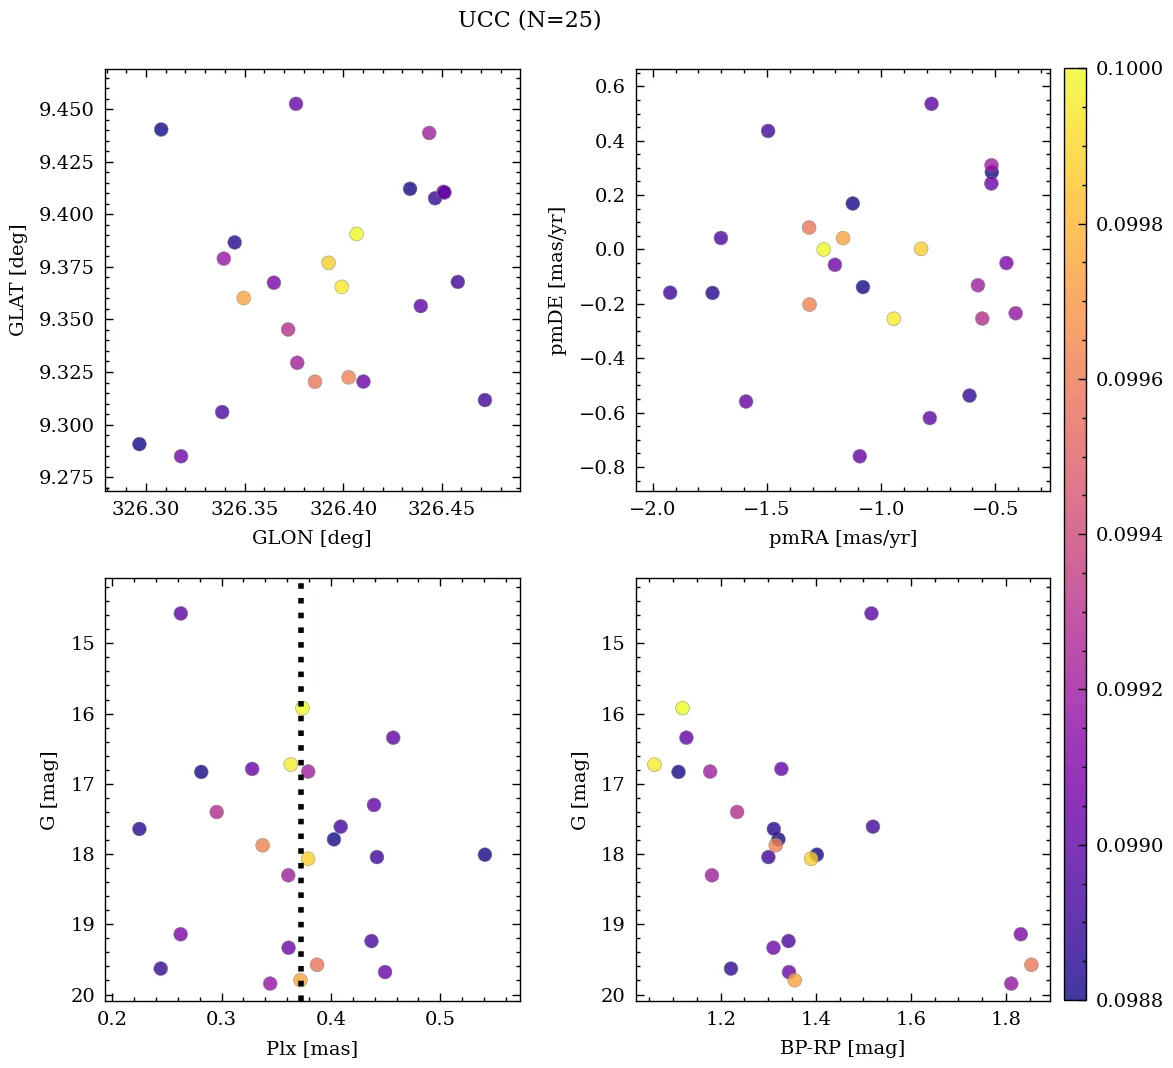 UCC (N=25)
9.450
9.425
9.400
9.375
9.350
9.325
9.300
9.275
GLAT [deg]
326.30 326.35 326.40 326.45
GLON [deg]
0.6
0.4
0.2
0.0
−0.2
−0.4
−0.6
−0.8
pmDE [mas/yr]
−2.0 −1.5 −1.0 −0.5
pmRA [mas/yr]
15
16
17
18
19
20
G [mag]
0.2 0.3 0.4 0.5
Plx [mas]
15
16
17
18
19
20
G [mag]
1.2 1.4 1.6 1.8
BP-RP [mag]
0.1000
0.0998
0.0996
0.0994
0.0992
0.0990
0.0988